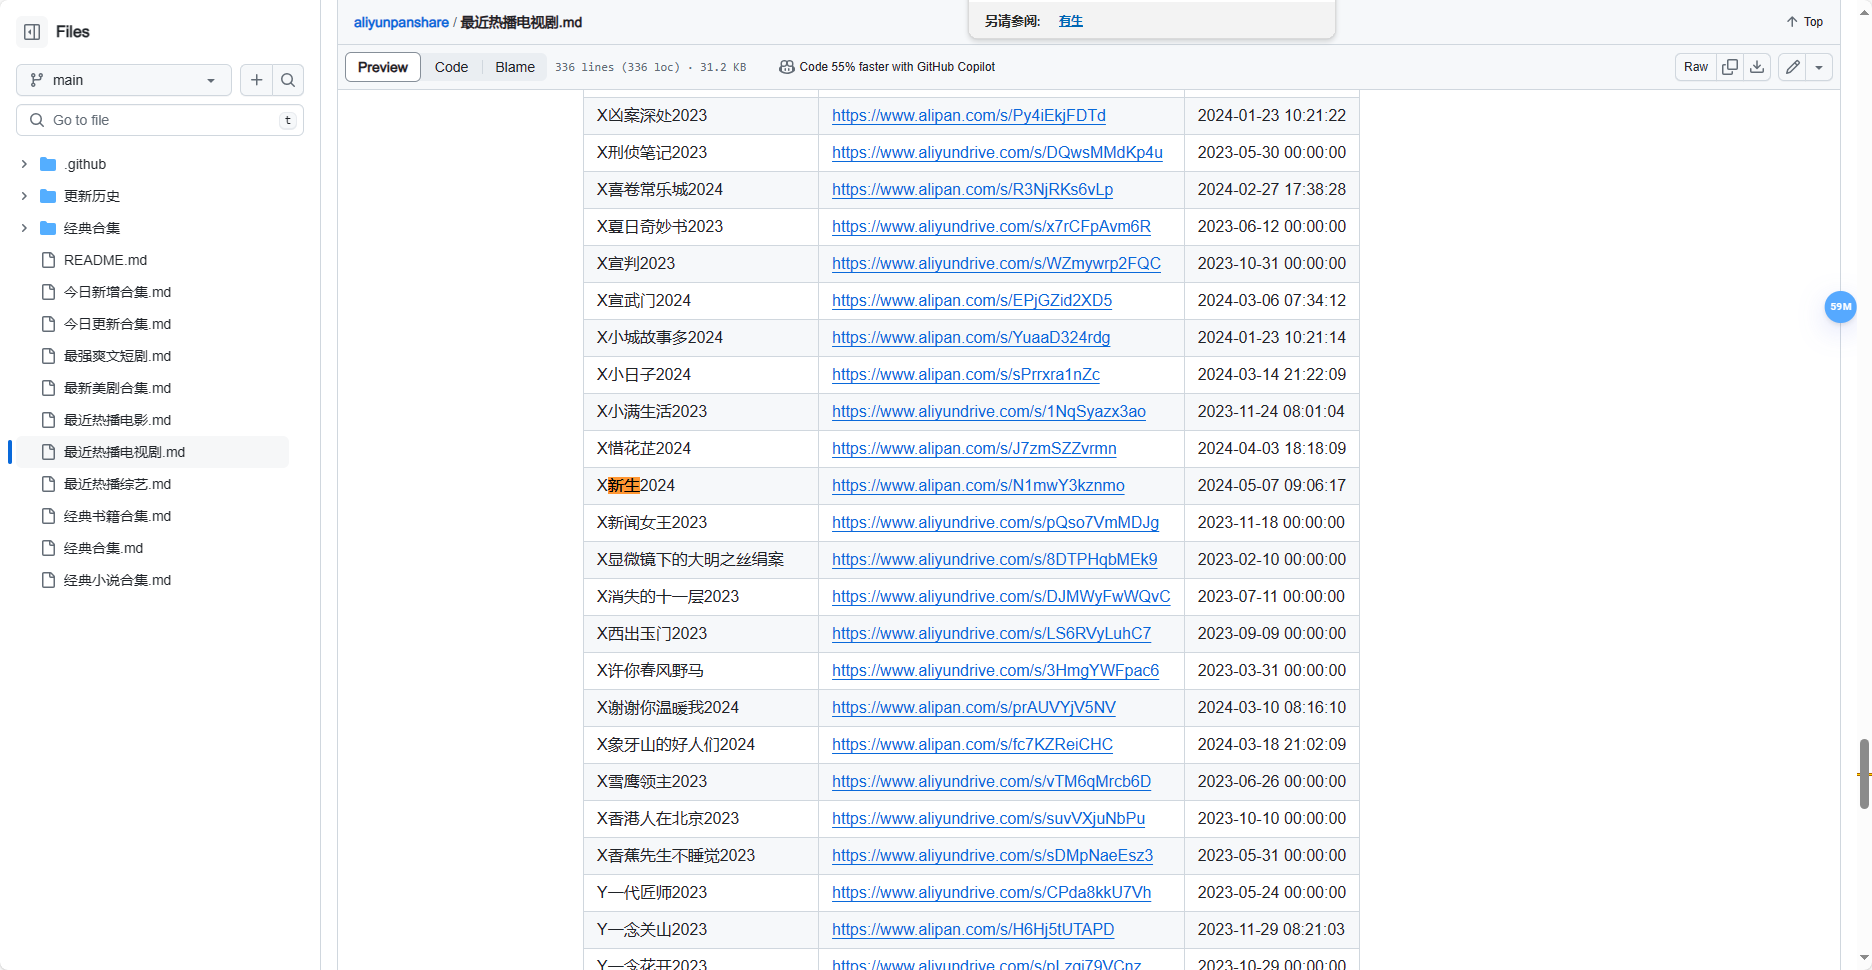 Files
main
Go to file
t
.github
更新历史
经典合集
README.md
今日新增合集.md
今日更新合集.md
最强爽文短剧.md
最新美剧合集.md
最近热播电影.md
最近热播电视剧.md
最近热播综艺.md
经典书籍合集.md
经典合集.md
经典小说合集.md
aliyunpanshare / 最近热播电视剧.md
另请参阅: 有生
Top
Preview Code Blame 336 lines (336 loc) · 31.2 KB Code 55% faster with GitHub Copilot Raw
X凶案深处2023 https://www.alipan.com/s/Py4iEkjFDTd 2024-01-23 10:21:22
X刑侦笔记2023 https://www.aliyundrive.com/s/DQwsMMdKp4u 2023-05-30 00:00:00
X喜卷常乐城2024 https://www.alipan.com/s/R3NjRKs6vLp 2024-02-27 17:38:28
X夏日奇妙书2023 https://www.aliyundrive.com/s/x7rCFpAvm6R 2023-06-12 00:00:00
X宣判2023 https://www.aliyundrive.com/s/WZmywrp2FQC 2023-10-31 00:00:00
X宣武门2024 https://www.alipan.com/s/EPjGZid2XD5 2024-03-06 07:34:12
X小城故事多2024 https://www.alipan.com/s/YuaaD324rdg 2024-01-23 10:21:14
X小日子2024 https://www.alipan.com/s/sPrrxra1nZc 2024-03-14 21:22:09
X小满生活2023 https://www.aliyundrive.com/s/1NqSyazx3ao 2023-11-24 08:01:04
X惜花芷2024 https://www.alipan.com/s/J7zmSZZvrmn 2024-04-03 18:18:09
X新生2024 https://www.alipan.com/s/N1mwY3kznmo 2024-05-07 09:06:17
X新闻女王2023 https://www.aliyundrive.com/s/pQso7VmMDJg 2023-11-18 00:00:00
X显微镜下的大明之丝绢案 https://www.aliyundrive.com/s/8DTPHqbMEk9 2023-02-10 00:00:00
X消失的十一层2023 https://www.aliyundrive.com/s/DJMWyFwWQvC 2023-07-11 00:00:00
X西出玉门2023 https://www.aliyundrive.com/s/LS6RVyLuhC7 2023-09-09 00:00:00
X许你春风野马 https://www.aliyundrive.com/s/3HmgYWFpac6 2023-03-31 00:00:00
X谢谢你温暖我2024 https://www.alipan.com/s/prAUVYjV5NV 2024-03-10 08:16:10
X象牙山的好人们2024 https://www.alipan.com/s/fc7KZReiCHC 2024-03-18 21:02:09
X雪鹰领主2023 https://www.aliyundrive.com/s/vTM6qMrcb6D 2023-06-26 00:00:00
X香港人在北京2023 https://www.aliyundrive.com/s/suvVXjuNbPu 2023-10-10 00:00:00
X香蕉先生不睡觉2023 https://www.aliyundrive.com/s/sDMpNaeEsz3 2023-05-31 00:00:00
Y一代匠师2023 https://www.aliyundrive.com/s/CPda8kkU7Vh 2023-05-24 00:00:00
Y一念关山2023 https://www.alipan.com/s/H6Hj5tUTAPD 2023-11-29 08:21:03
Y一念花开2023 https://www.aliyundrive.com/s/pLzqi79VCnz 2023-10-29 00:00:00
59M